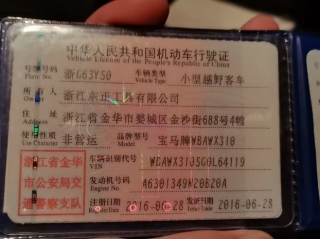 中华人民共和国机动车行驶证
Vehicle License of the People's Republic of China
号牌号码 浙G63Y50 车辆类型 小型越野客车
Plate No. Vehicle Type
所有人 浙江东正工具有限公司
Owner
住址 浙江省金华市婺城区金沙街688号4幢
Address
使用性质 非营运 品牌型号 宝马牌WBAWX310
Use Character Model
浙江省金华市公安局交通警察支队
车辆识别代号 WBAWX3105G0L64119
VIN
发动机号码 A6301349N20B20A
Engine No.
注册日期 2016-06-28 发证日期 2016-06-28
Register Date Issue Date